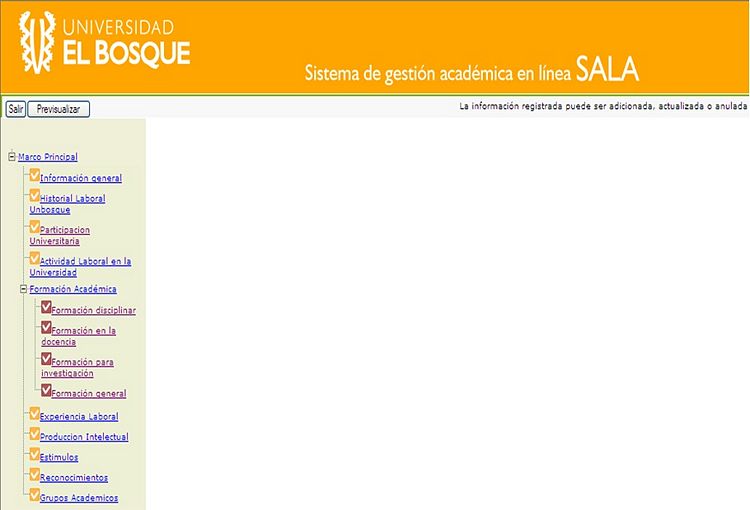 UNIVERSIDAD
EL BOSQUE
Sistema de gestión académica en línea SALA
Salir Previsualizar La información registrada puede ser adicionada, actualizada o anulada
Marco Principal
Información general
Historial Laboral
Unbosque
Participacion
Universitaria
Actividad Laboral en la
Universidad
Formación Académica
Formación disciplinar
Formación en la
docencia
Formación para
investigación
Formación general
Experiencia Laboral
Produccion Intelectual
Estimulos
Reconocimientos
Grupos Academicos